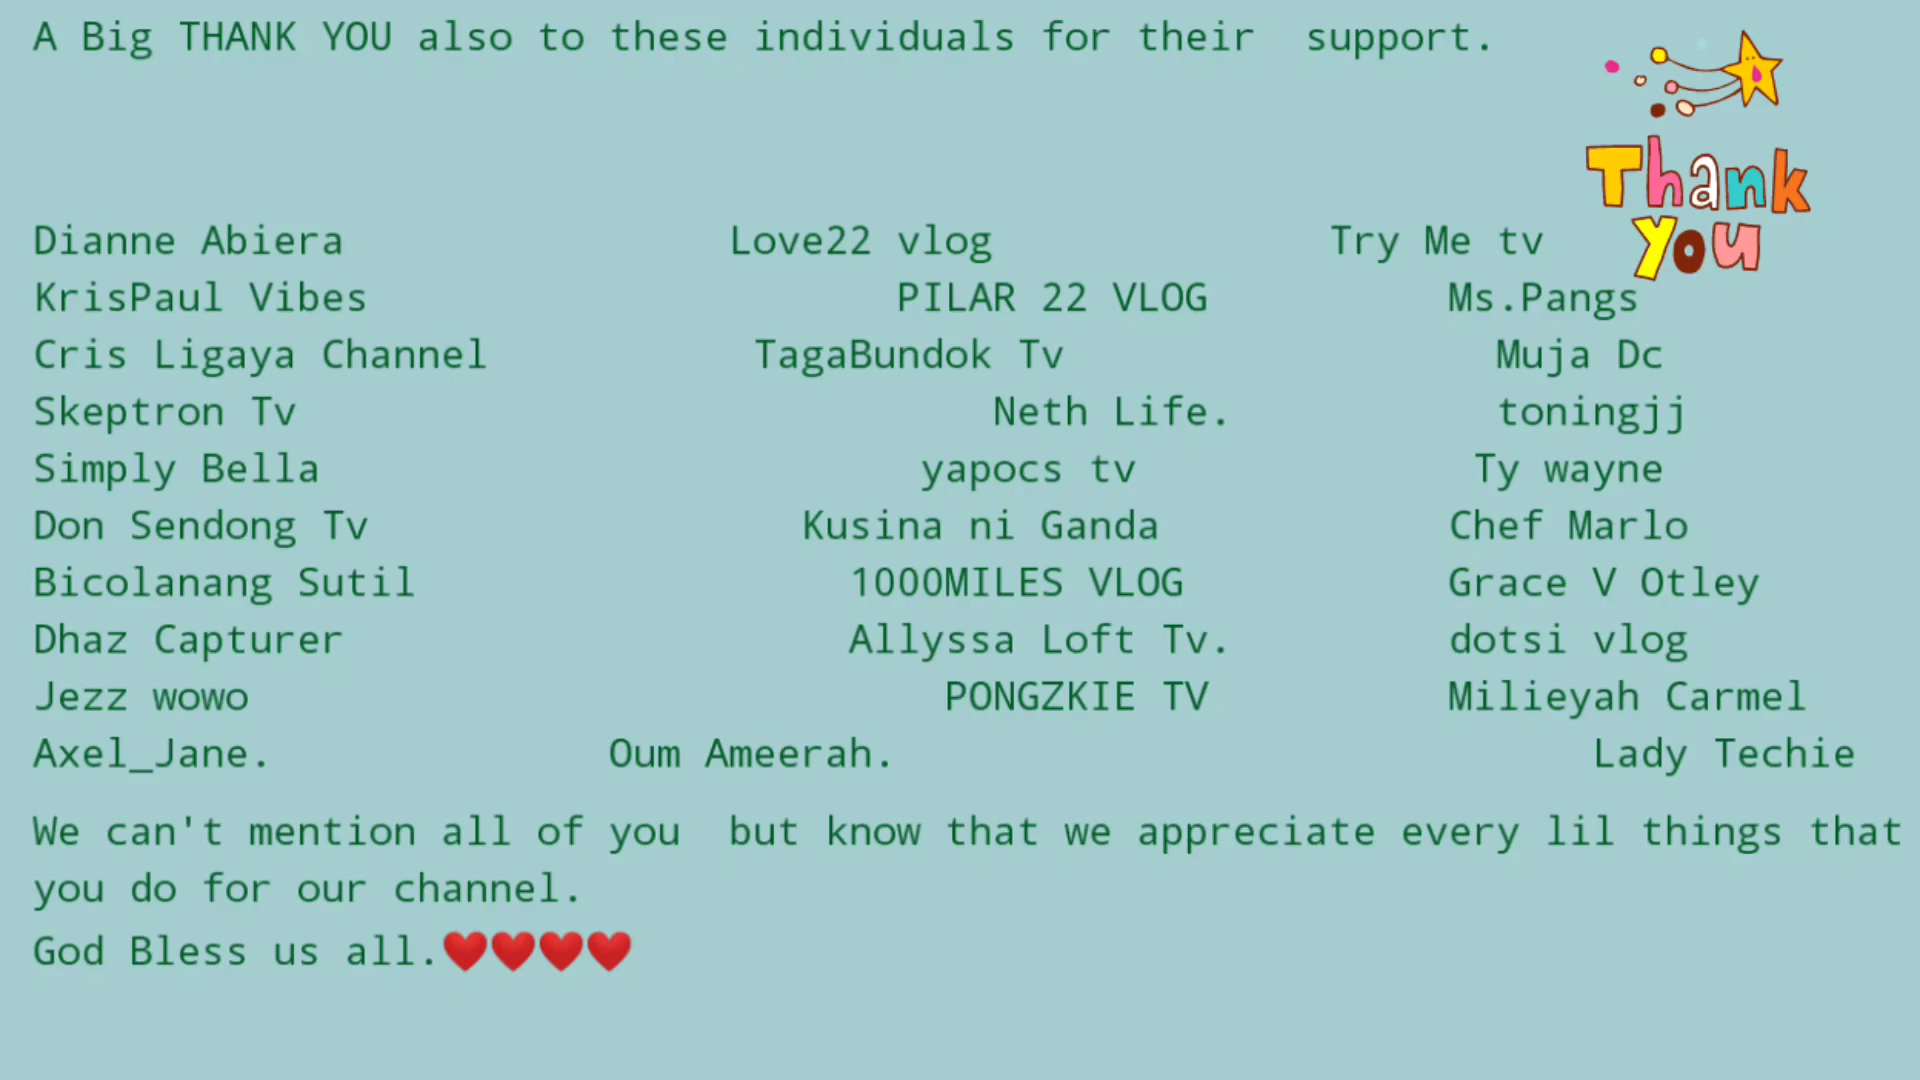 A Big THANK YOU also to these individuals for their support.
Thank
you
Dianne Abiera Love22 vlog Try Me tv
KrisPaul Vibes PILAR 22 VLOG Ms.Pangs
Cris Ligaya Channel TagaBundok Tv Muja Dc
Skeptron Tv Neth Life. toningjj
Simply Bella yapocs tv Ty wayne
Don Sendong Tv Kusina ni Ganda Chef Marlo
Bicolanang Sutil 1000MILES VLOG Grace V Otley
Dhaz Capturer Allyssa Loft Tv. dotsi vlog
Jezz wowo PONGZKIE TV Milieyah Carmel
Axel_Jane. Oum Ameerah. Lady Techie
We can't mention all of you but know that we appreciate every lil things that
you do for our channel.
God Bless us all.❤️❤️❤️❤️